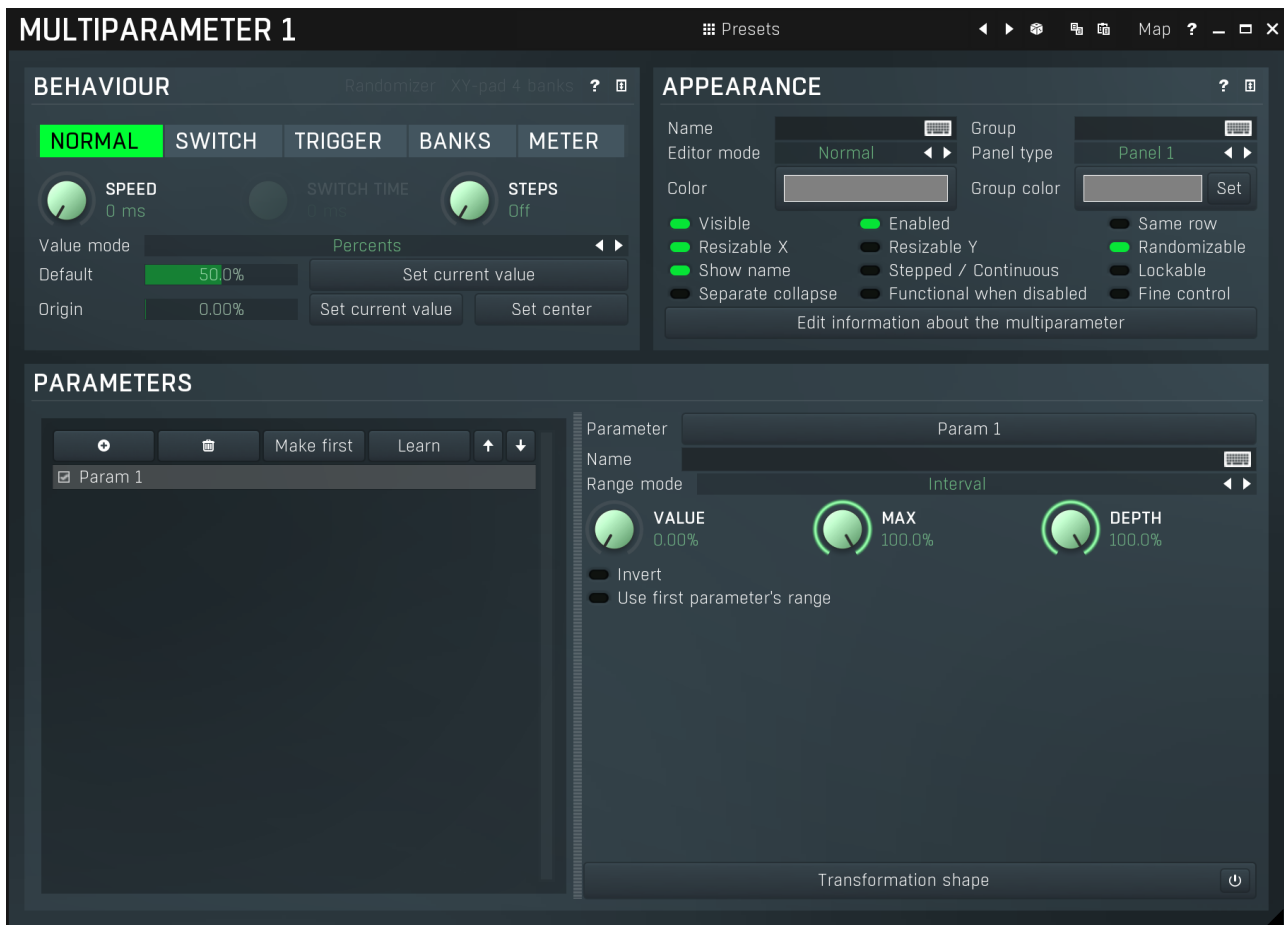 MULTIPARAMETER 1
Presets
Map ?
BEHAVIOUR
Randomizer XY-pad 4 banks ?
NORMAL SWITCH TRIGGER BANKS METER
SPEED
0 ms
SWITCH TIME
STEPS
Off
Value mode Percents
Default 50.0% Set current value
Origin 0.00% Set current value Set center
APPEARANCE ?
Name Group
Editor mode Normal Panel type Panel 1
Color Group color Set
Visible Enabled Same row
Resizable X Resizable Y Randomizable
Show name Stepped / Continuous Lockable
Separate collapse Functional when disabled Fine control
Edit information about the multiparameter
PARAMETERS
Make first Learn
Param 1
Parameter Param 1
Name
Range mode Interval
VALUE
0.00%
MAX
100.0%
DEPTH
100.0%
Invert
Use first parameter's range
Transformation shape